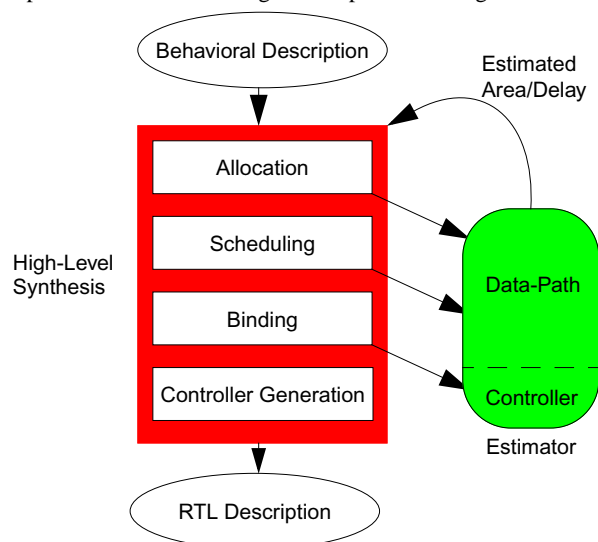 Behavioral Description
Estimated
Area/Delay
Allocation
Scheduling
High-Level
Synthesis
Data-Path
Binding
Controller Generation
Controller
Estimator
RTL Description